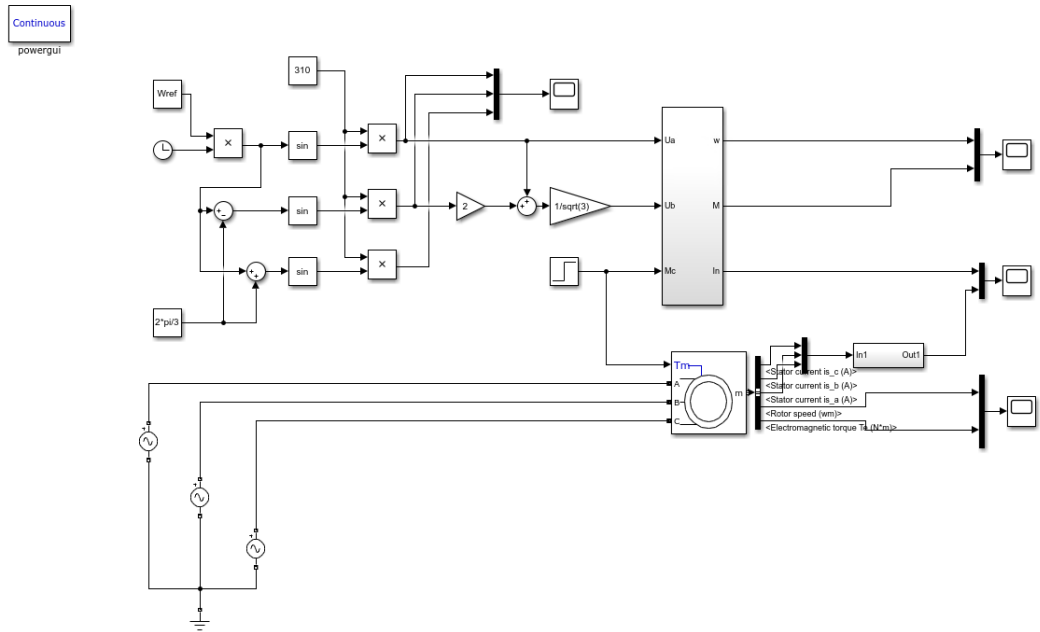 Continuous
powergui
310
Wref
sin
Ua
w
sin
2
1/sqrt(3)
Ub
M
sin
Mc
In
2*pi/3
Tm
In1
Out1
A
m
B
C
<Stator current is_c (A)>
<Stator current is_b (A)>
<Stator current is_a (A)>
<Rotor speed (wm)>
<Electromagnetic torque Te (N*m)>